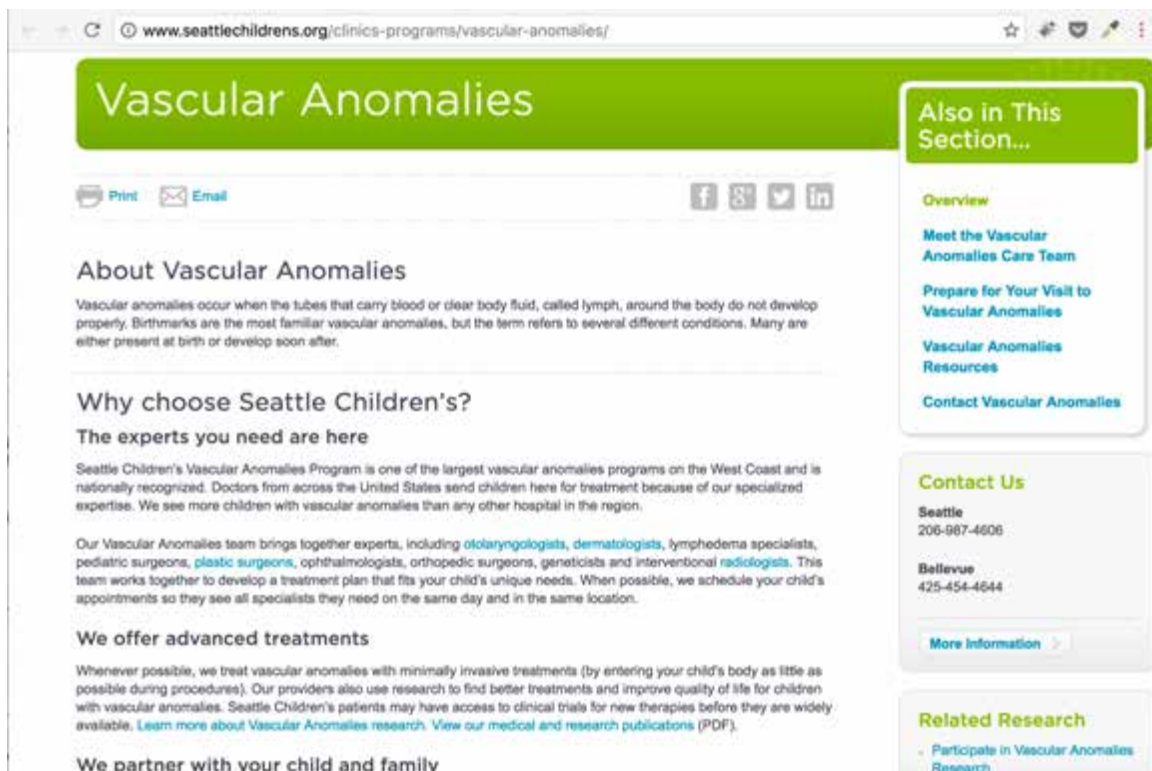 www.seattlechildrens.org/clinics-programs/vascular-anomalies/
Vascular Anomalies
Print Email
About Vascular Anomalies
Vascular anomalies occur when the tubes that carry blood or clear body fluid, called lymph, around the body do not develop
properly. Birthmarks are the most familiar vascular anomalies, but the term refers to several different conditions. Many are
either present at birth or develop soon after.
Why choose Seattle Children's?
The experts you need are here
Seattle Children's Vascular Anomalies Program is one of the largest vascular anomalies programs on the West Coast and is
nationally recognized. Doctors from across the United States send children here for treatment because of our specialized
expertise. We see more children with vascular anomalies than any other hospital in the region.
Our Vascular Anomalies team brings together experts, including otolaryngologists, dermatologists, lymphedema specialists,
pediatric surgeons, plastic surgeons, ophthalmologists, orthopedic surgeons, geneticists and interventional radiologists. This
team works together to develop a treatment plan that fits your child's unique needs. When possible, we schedule your child's
appointments so they see all specialists they need on the same day and in the same location.
We offer advanced treatments
Whenever possible, we treat vascular anomalies with minimally invasive treatments (by entering your child's body as little as
possible during procedures). Our providers also use research to find better treatments and improve quality of life for children
with vascular anomalies. Seattle Children's patients may have access to clinical trials for new therapies before they are widely
available. Learn more about Vascular Anomalies research. View our medical and research publications (PDF).
We partner with your child and family
Also in This
Section...
Overview
Meet the Vascular
Anomalies Care Team
Prepare for Your Visit to
Vascular Anomalies
Vascular Anomalies
Resources
Contact Vascular Anomalies
Contact Us
Seattle
206-987-4606
Bellevue
425-454-4644
More Information
Related Research
Participate in Vascular Anomalies
Research